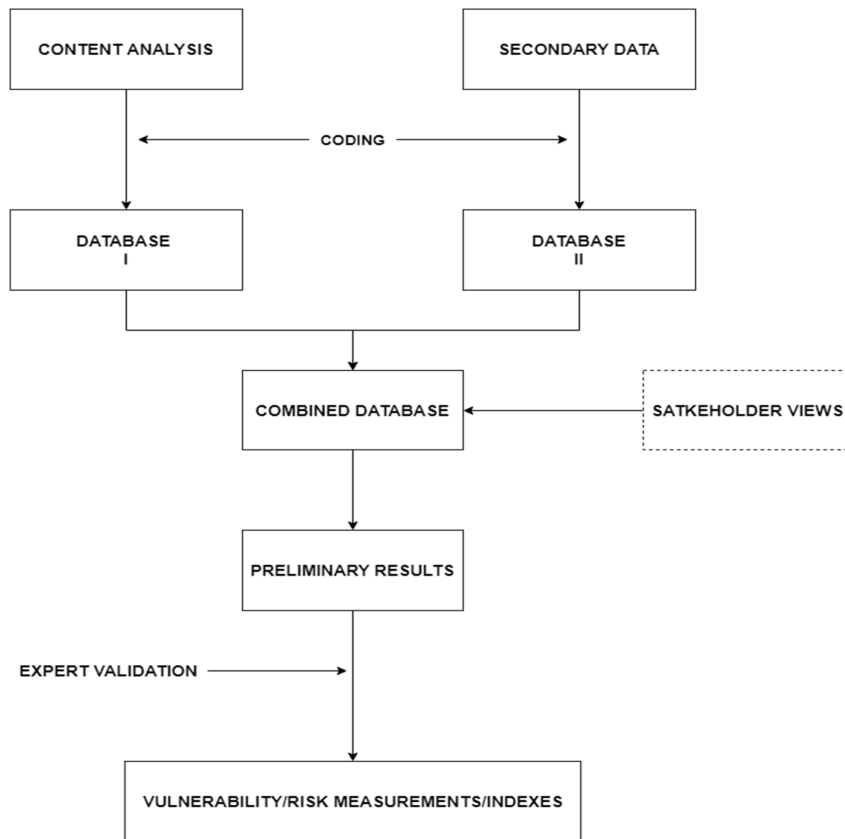 CONTENT ANALYSIS
SECONDARY DATA
CODING
DATABASE
I
DATABASE
II
COMBINED DATABASE
SATKEHOLDER VIEWS
PRELIMINARY RESULTS
EXPERT VALIDATION
VULNERABILITY/RISK MEASUREMENTS/INDEXES